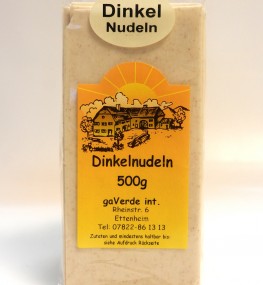 Dinkel
Nudeln
Dinkelnudeln
500g
gaVerde int.
Rheinstr. 6
Ettenheim
Tel: 07822-86 13 13
Zutaten und mindestens haltbar bis:
siehe Aufdruck Rückseite